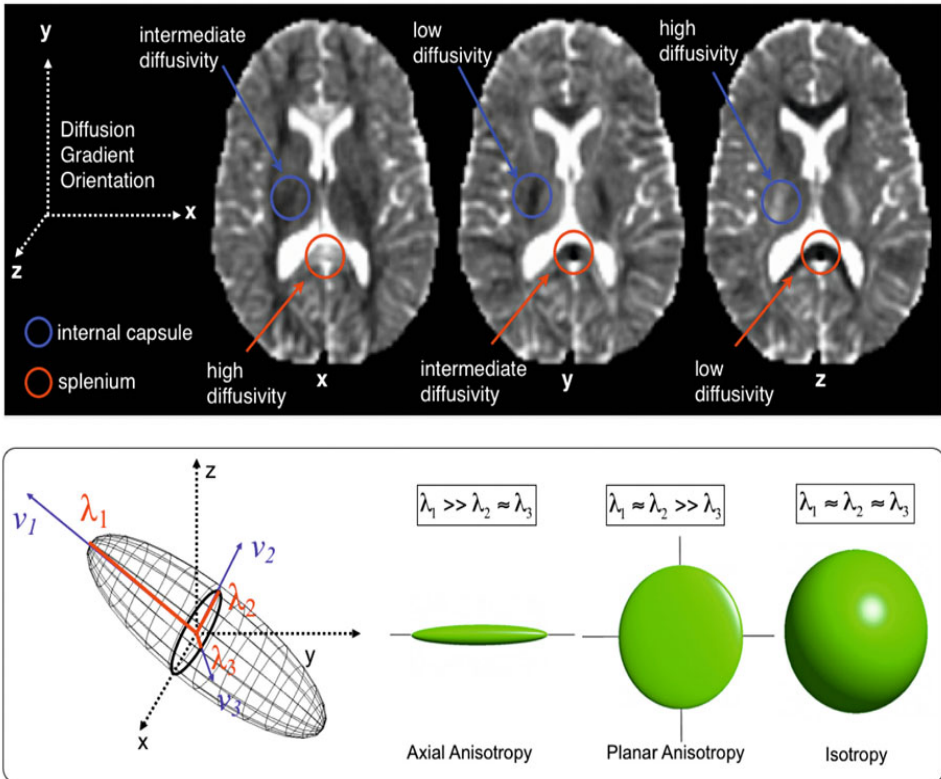 y
Diffusion
Gradient
Orientation
x
z
internal capsule
splenium
intermediate
diffusivity
high
diffusivity
x
low
diffusivity
intermediate
diffusivity
y
high
diffusivity
low
diffusivity
z
z
y
x
v1
λ1
v2
λ2
λ3
v3
λ1 >> λ2 ≈ λ3
Axial Anisotropy
λ1 ≈ λ2 >> λ3
Planar Anisotropy
λ1 ≈ λ2 ≈ λ3
Isotropy